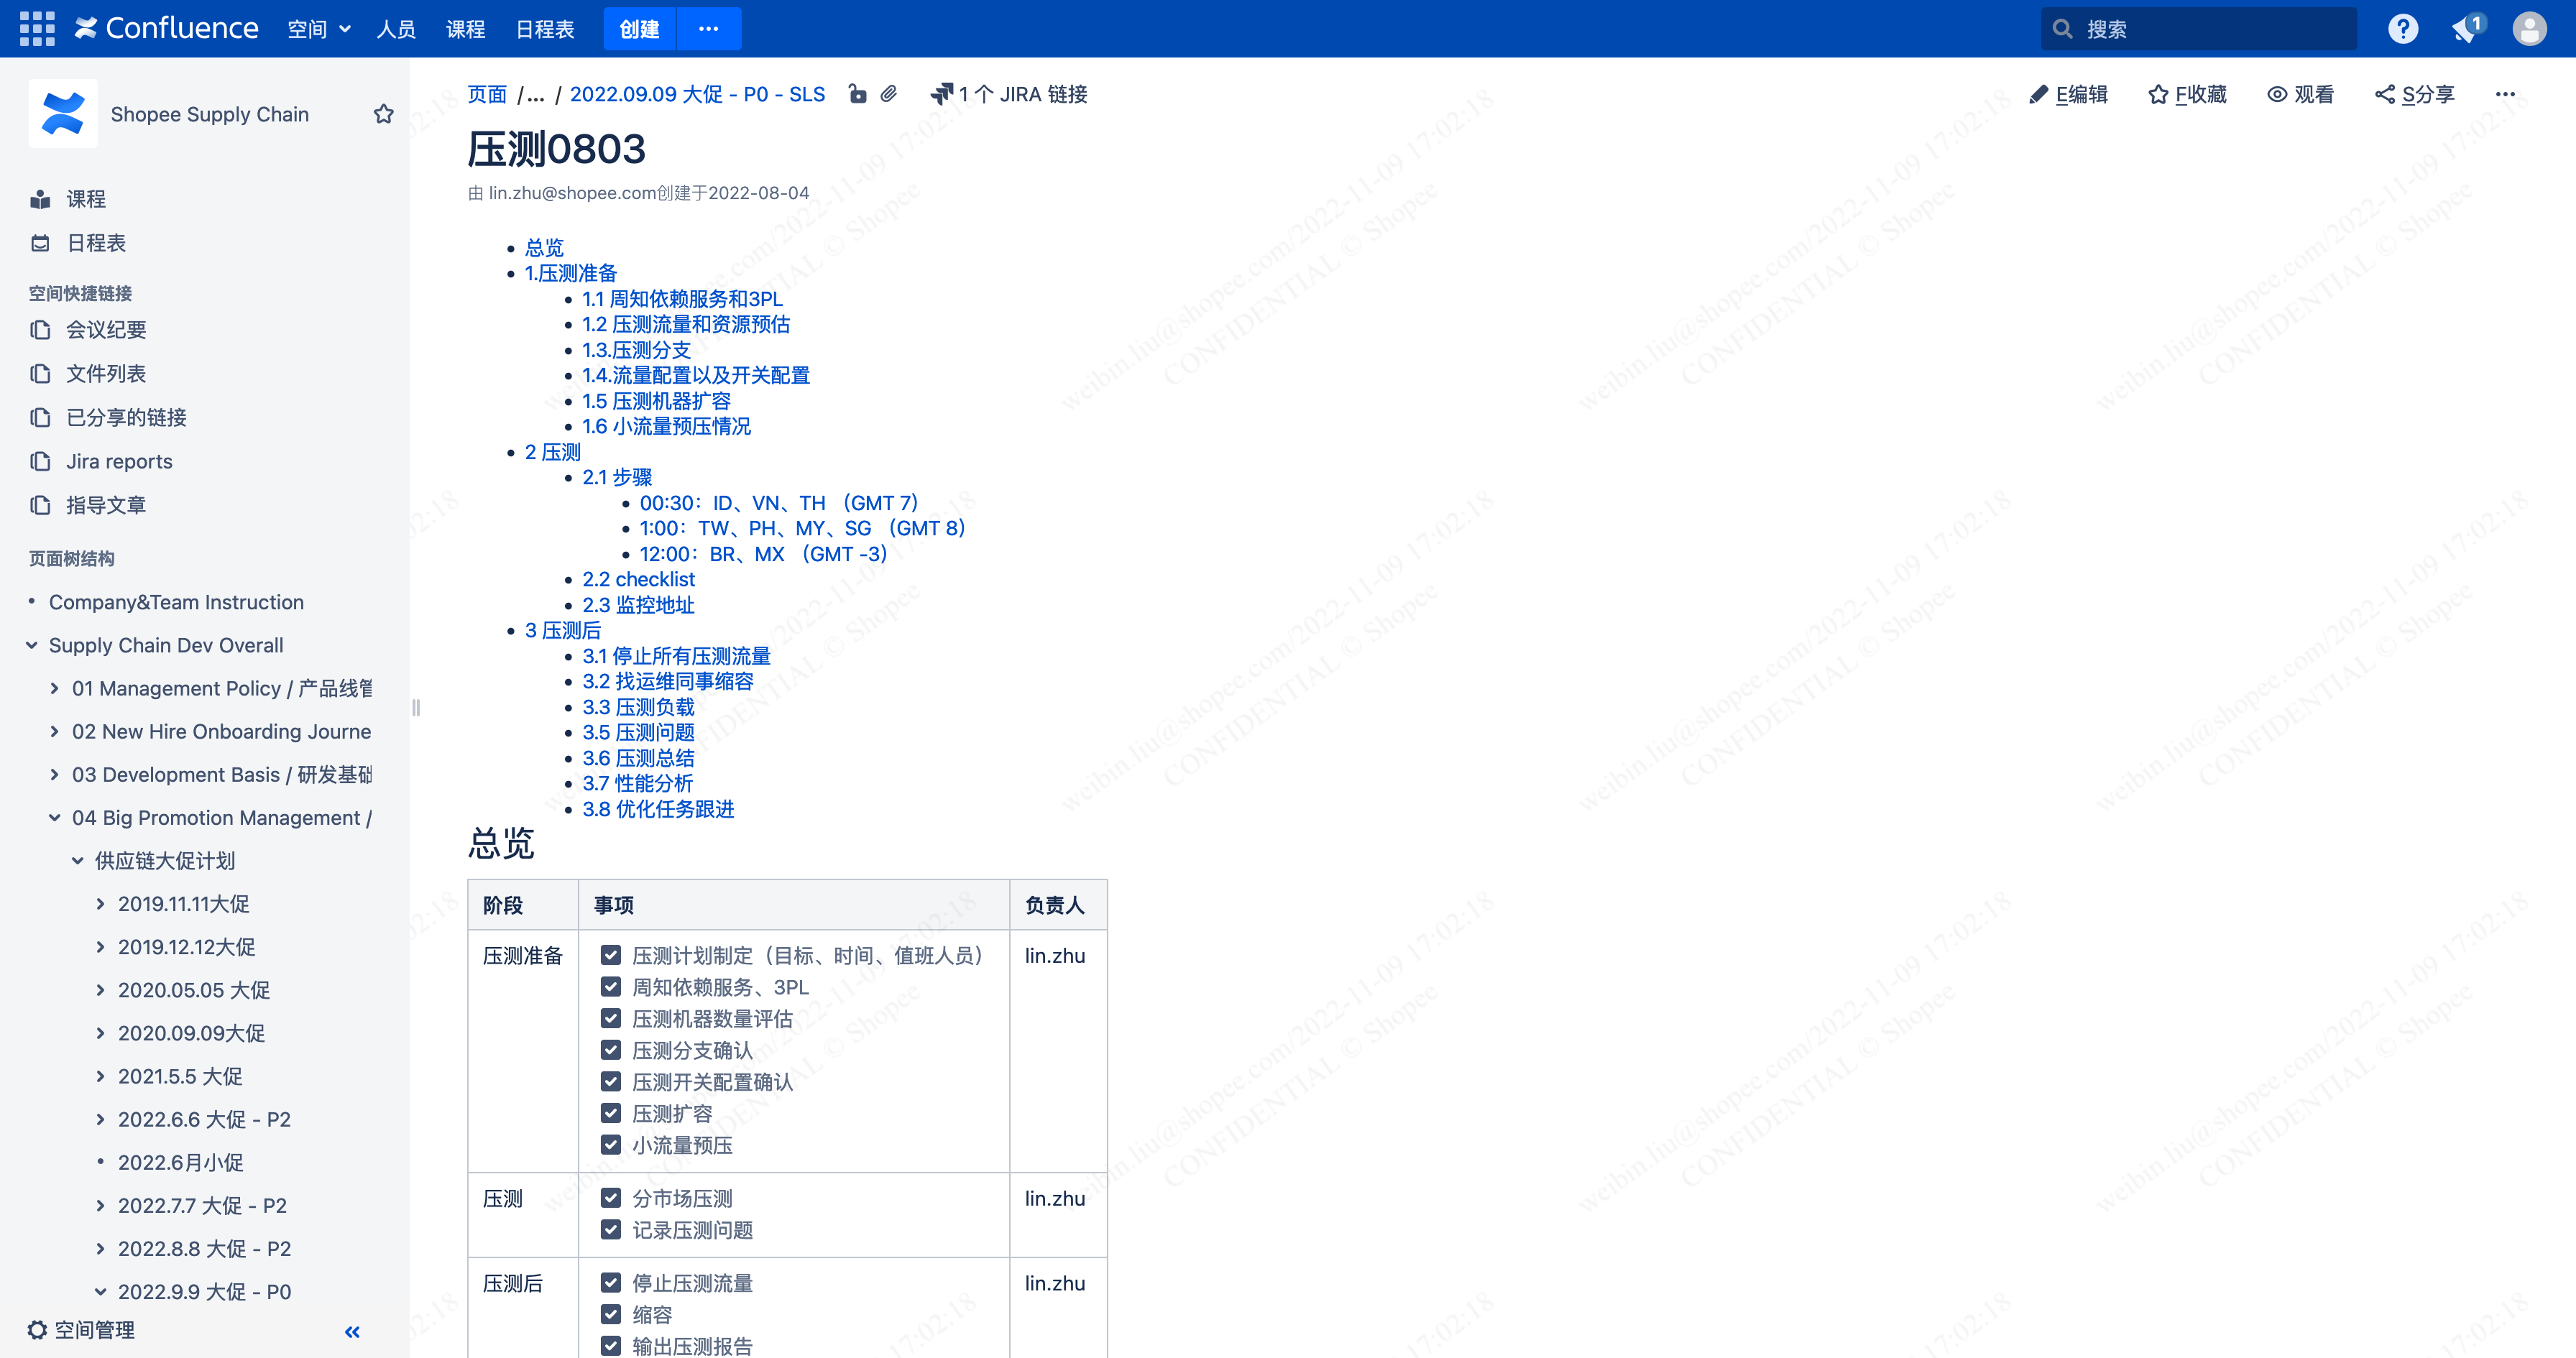 Confluence 空间 人员 课程 日程表 创建 ··· 搜索 1
Shopee Supply Chain
课程
日程表
空间快捷链接
会议纪要
文件列表
已分享的链接
Jira reports
指导文章
页面树结构
Company&Team Instruction
Supply Chain Dev Overall
01 Management Policy / 产品线管
02 New Hire Onboarding Journe
03 Development Basis / 研发基础
04 Big Promotion Management /
供应链大促计划
2019.11.11大促
2019.12.12大促
2020.05.05 大促
2020.09.09大促
2021.5.5 大促
2022.6.6 大促 - P2
2022.6月小促
2022.7.7 大促 - P2
2022.8.8 大促 - P2
2022.9.9 大促 - P0
空间管理
页面 /... / 2022.09.09 大促 - P0 - SLS 1 个 JIRA 链接 E编辑 F收藏 观看 S分享 ···
压测0803
由 lin.zhu@shopee.com创建于2022-08-04
总览
1.压测准备
1.1 周知依赖服务和3PL
1.2 压测流量和资源预估
1.3.压测分支
1.4.流量配置以及开关配置
1.5 压测机器扩容
1.6 小流量预压情况
2 压测
2.1 步骤
00:30：ID、VN、TH （GMT 7）
1:00：TW、PH、MY、SG （GMT 8）
12:00：BR、MX （GMT -3）
2.2 checklist
2.3 监控地址
3 压测后
3.1 停止所有压测流量
3.2 找运维同事缩容
3.3 压测负载
3.5 压测问题
3.6 压测总结
3.7 性能分析
3.8 优化任务跟进
总览
阶段 事项 负责人
压测准备 压测计划制定（目标、时间、值班人员） lin.zhu
周知依赖服务、3PL
压测机器数量评估
压测分支确认
压测开关配置确认
压测扩容
小流量预压
压测 分市场压测 lin.zhu
记录压测问题
压测后 停止压测流量 lin.zhu
缩容
输出压测报告
weibin.liu@shopee.com/2022-11-09 17:02:18
CONFIDENTIAL © Shopee